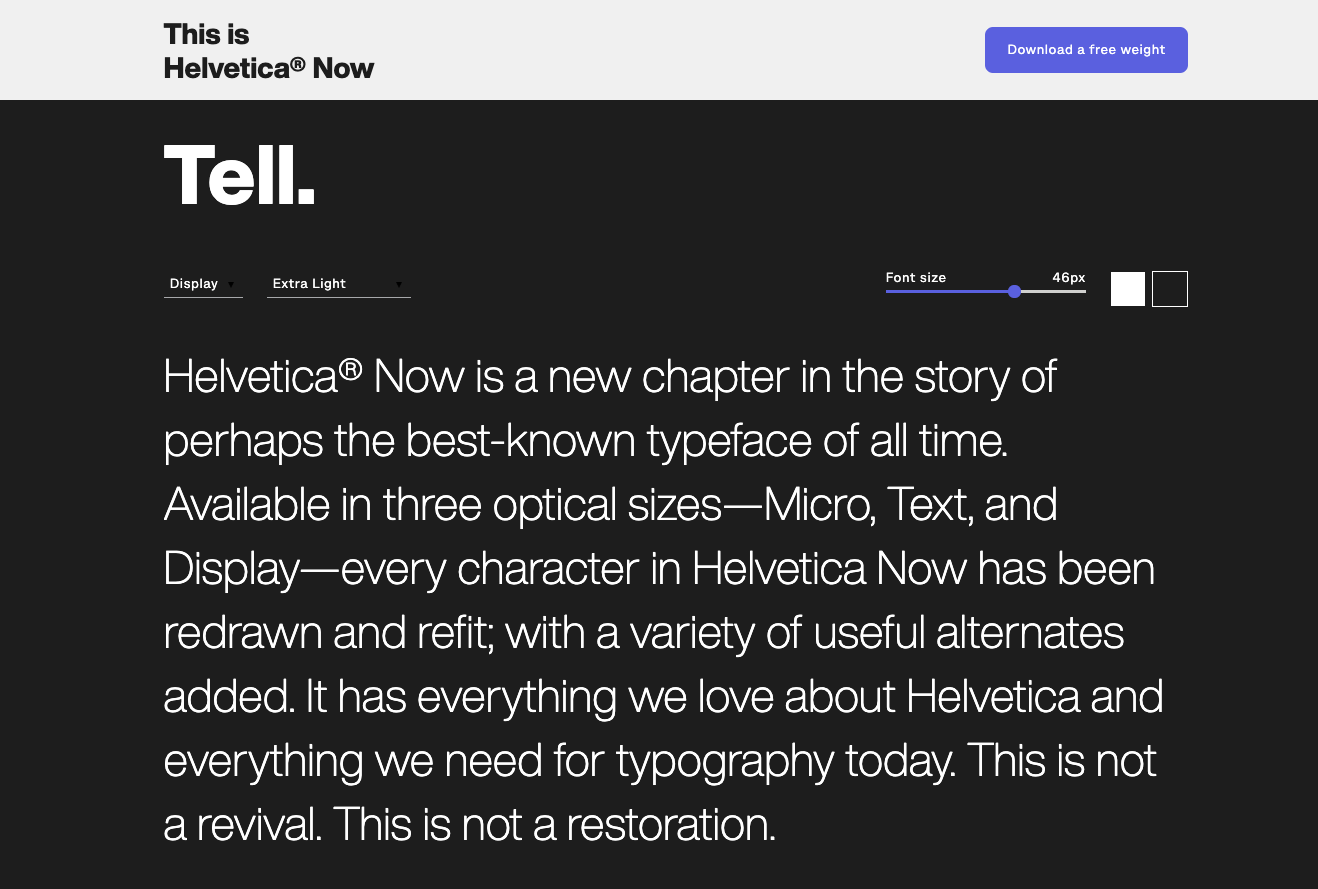 This is
Helvetica® Now
Download a free weight
Tell.
Display
Extra Light
Font size
46px
Helvetica® Now is a new chapter in the story of
perhaps the best-known typeface of all time.
Available in three optical sizes—Micro, Text, and
Display—every character in Helvetica Now has been
redrawn and refit; with a variety of useful alternates
added. It has everything we love about Helvetica and
everything we need for typography today. This is not
a revival. This is not a restoration.